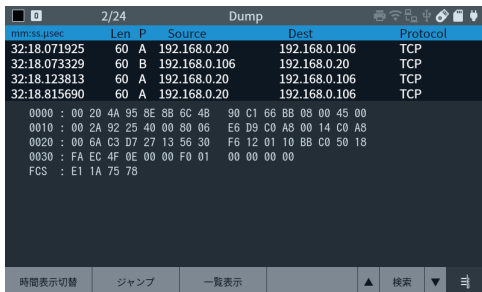 0 2/24 Dump
mm:ss.µsec Len P Source Dest Protocol
32:18.071925 60 A 192.168.0.20 192.168.0.106 TCP
32:18.073329 60 B 192.168.0.106 192.168.0.20 TCP
32:18.123813 60 A 192.168.0.20 192.168.0.106 TCP
32:18.815690 60 A 192.168.0.20 192.168.0.106 TCP
0000 : 00 20 4A 95 8E 8B 6C 4B 90 C1 66 BB 08 00 45 00
0010 : 00 2A 92 25 40 00 80 06 E6 D9 C0 A8 00 14 C0 A8
0020 : 00 6A C3 D7 27 13 56 30 F6 12 01 10 BB C0 50 18
0030 : FA EC 4F 0E 00 00 F0 01 00 00 00 00
FCS : E1 1A 75 78
時間表示切替 ジャンプ 一覧表示 ▲ 検索 ▼